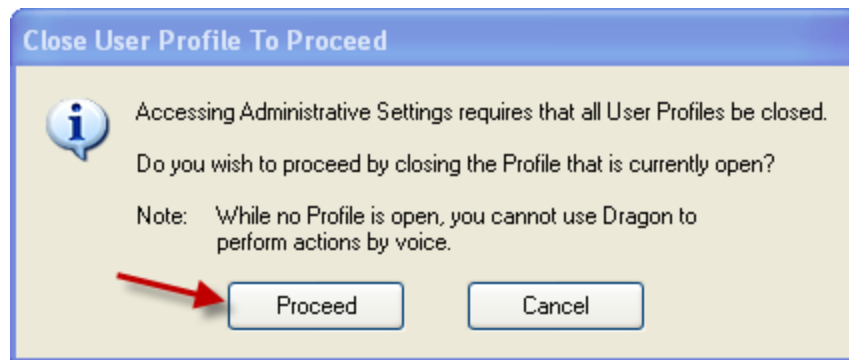 Close User Profile To Proceed
Accessing Administrative Settings requires that all User Profiles be closed.
Do you wish to proceed by closing the Profile that is currently open?
Note: While no Profile is open, you cannot use Dragon to
perform actions by voice.
Proceed Cancel